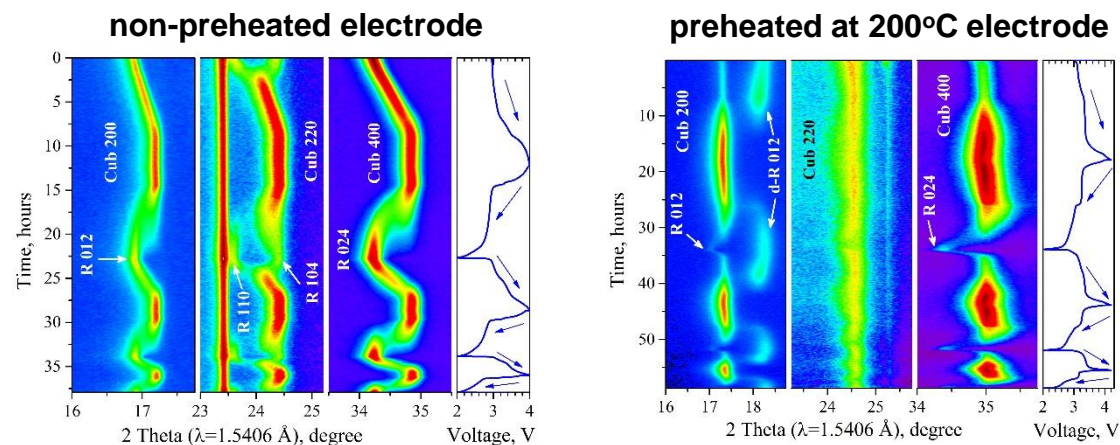 non-preheated electrode
preheated at 200°C electrode
Time, hours
0
5
10
15
20
25
30
35
Cub 200
R 012
Cub 220
R 110
R 104
Cub 400
R 024
16
17
23
24
25
34
35
2
3
4
2 Theta (λ=1.5406 Å), degree
Voltage, V
Time, hours
10
20
30
40
50
Cub 200
R 012
d-R 012
Cub 220
Cub 400
R 024
16
17
18
24
25
34
35
2
3
4
2 Theta (λ=1.5406 Å), degree
Voltage, V